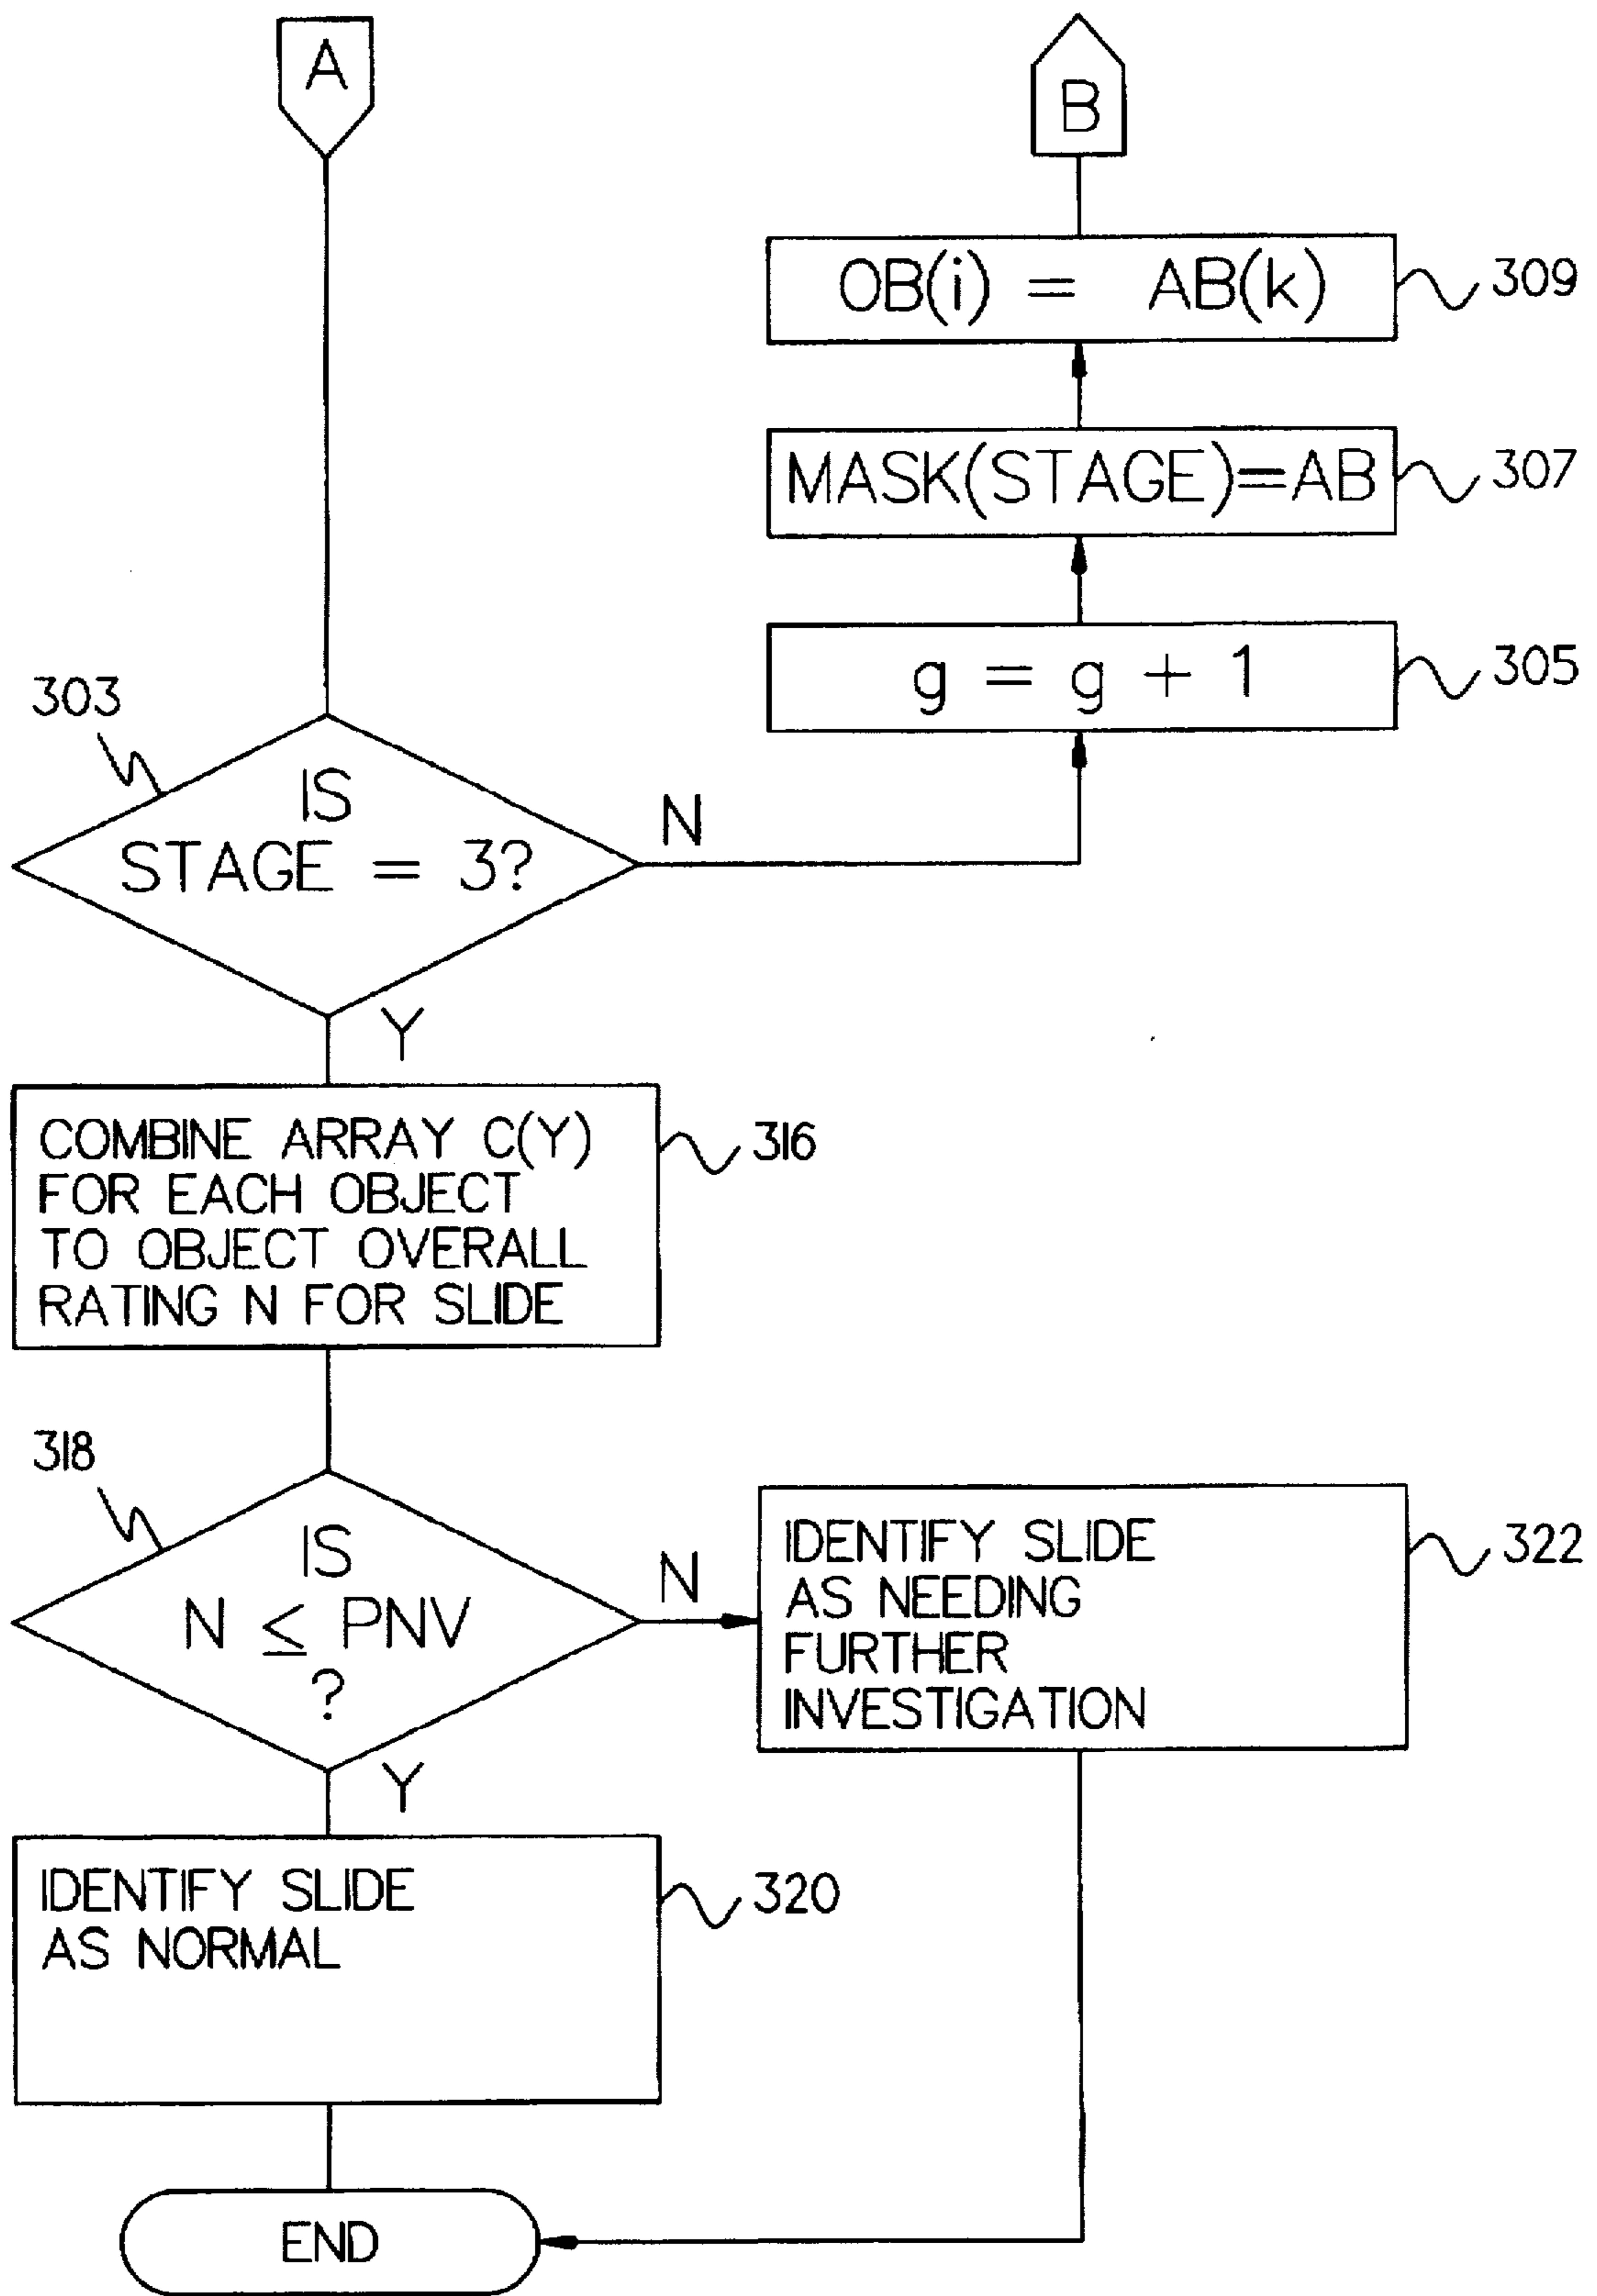 A
B
OB(i) = AB(k)
309
MASK(STAGE)=AB
307
g = g + 1
305
303
IS
STAGE = 3?
N
Y
COMBINE ARRAY C(Y)
FOR EACH OBJECT
TO OBJECT OVERALL
RATING N FOR SLIDE
316
318
IS
N ≤ PNV
?
N
IDENTIFY SLIDE
AS NEEDING
FURTHER
INVESTIGATION
322
Y
IDENTIFY SLIDE
AS NORMAL
320
END